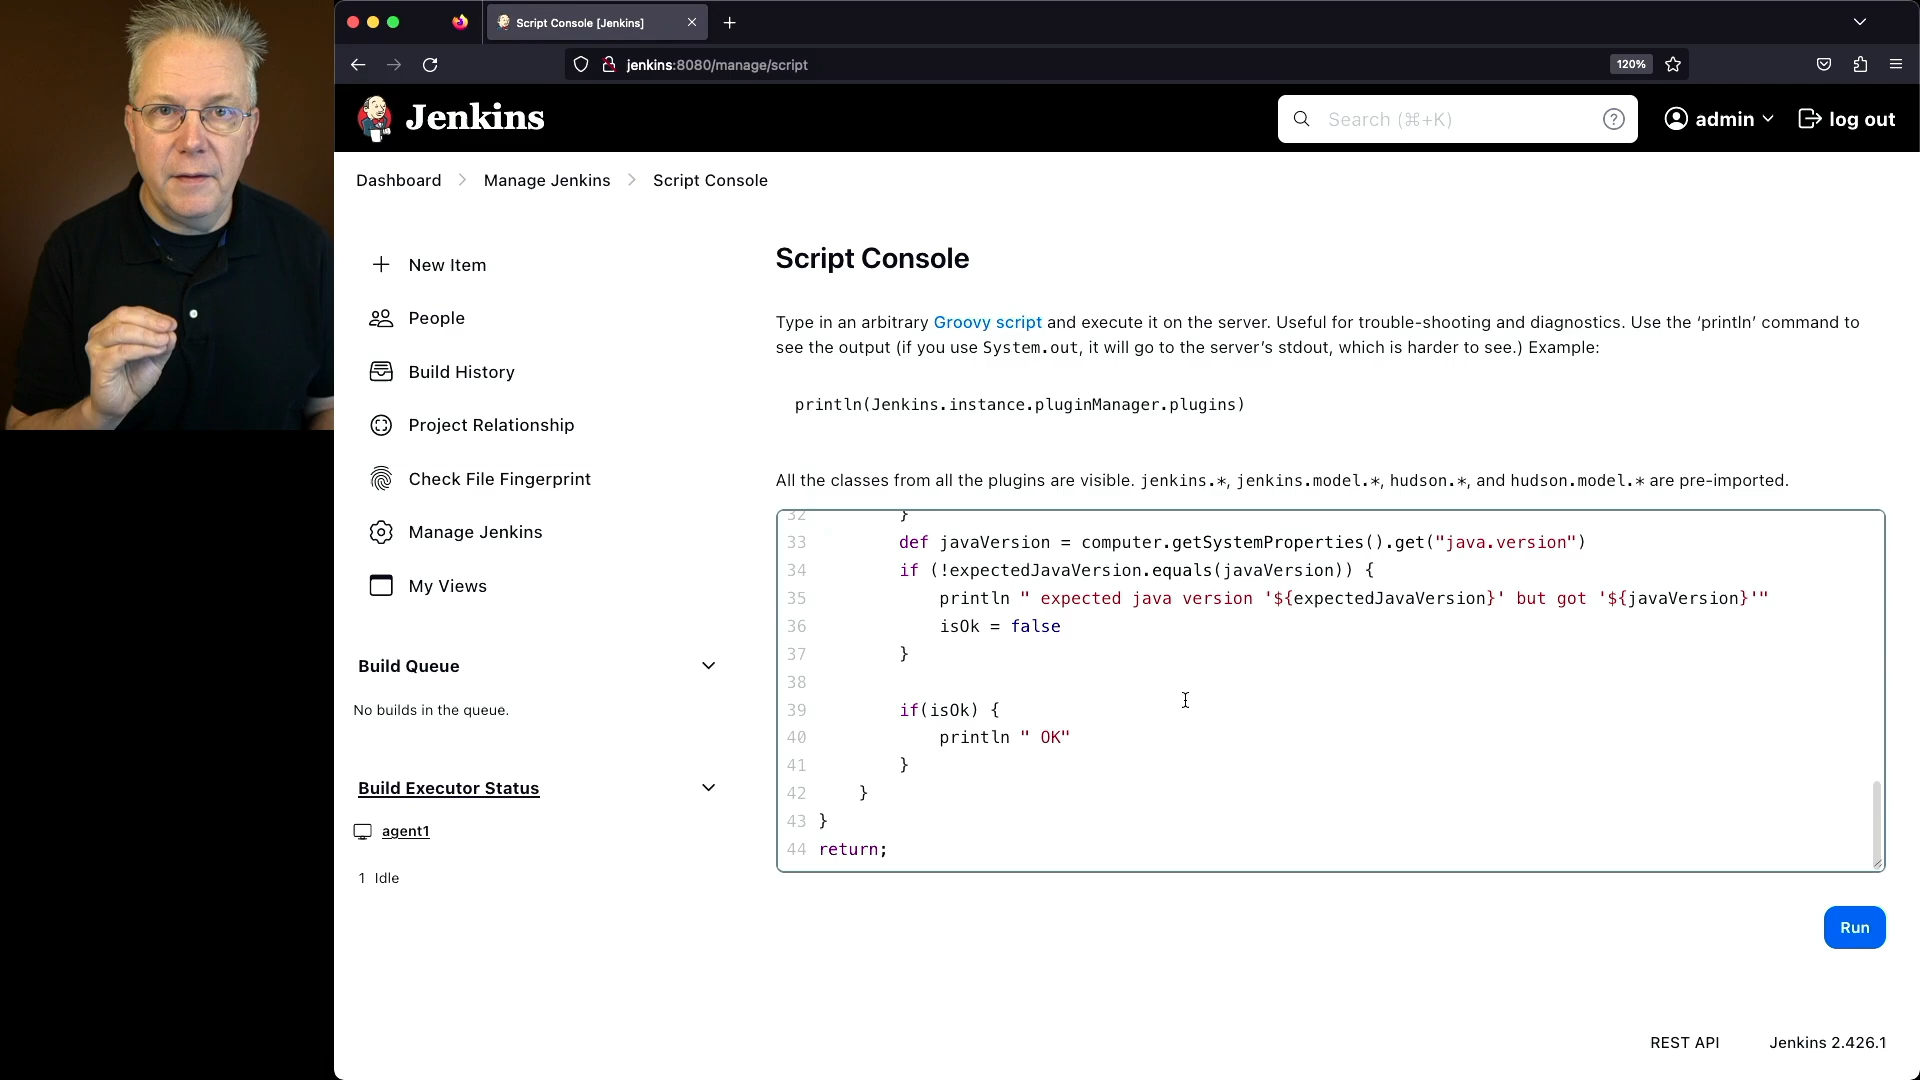 Script Console [Jenkins]
jenkins:8080/manage/script
120%
Jenkins
Search (⌘+K)
admin
log out
Dashboard
Manage Jenkins
Script Console
New Item
People
Build History
Project Relationship
Check File Fingerprint
Manage Jenkins
My Views
Build Queue
No builds in the queue.
Build Executor Status
agent1
1 Idle
Script Console
Type in an arbitrary Groovy script and execute it on the server. Useful for trouble-shooting and diagnostics. Use the ‘println’ command to
see the output (if you use System.out, it will go to the server’s stdout, which is harder to see.) Example:
println(Jenkins.instance.pluginManager.plugins)
All the classes from all the plugins are visible. jenkins.*, jenkins.model.*, hudson.*, and hudson.model.* are pre-imported.
32 }
33 def javaVersion = computer.getSystemProperties().get("java.version")
34 if (!expectedJavaVersion.equals(javaVersion)) {
35 println " expected java version '${expectedJavaVersion}' but got '${javaVersion}'"
36 isOk = false
37 }
38
39 if(isOk) {
40 println " OK"
41 }
42 }
43 }
44 return;
Run
REST API
Jenkins 2.426.1